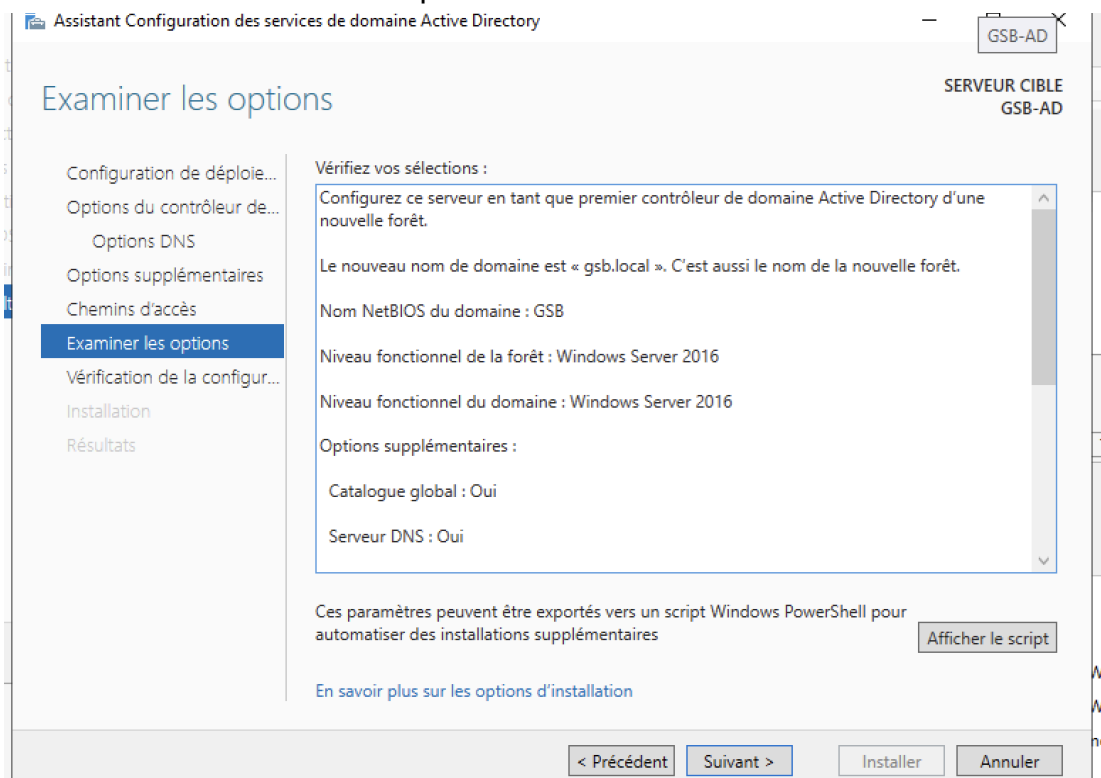 Assistant Configuration des services de domaine Active Directory
GSB-AD
Examiner les options
SERVEUR CIBLE
GSB-AD
Configuration de déploie...
Options du contrôleur de...
Options DNS
Options supplémentaires
Chemins d'accès
Examiner les options
Vérification de la configur...
Installation
Résultats
Vérifiez vos sélections :
Configurez ce serveur en tant que premier contrôleur de domaine Active Directory d'une
nouvelle forêt.
Le nouveau nom de domaine est « gsb.local ». C'est aussi le nom de la nouvelle forêt.
Nom NetBIOS du domaine : GSB
Niveau fonctionnel de la forêt : Windows Server 2016
Niveau fonctionnel du domaine : Windows Server 2016
Options supplémentaires :
Catalogue global : Oui
Serveur DNS : Oui
Ces paramètres peuvent être exportés vers un script Windows PowerShell pour
automatiser des installations supplémentaires
Afficher le script
En savoir plus sur les options d'installation
< Précédent
Suivant >
Installer
Annuler